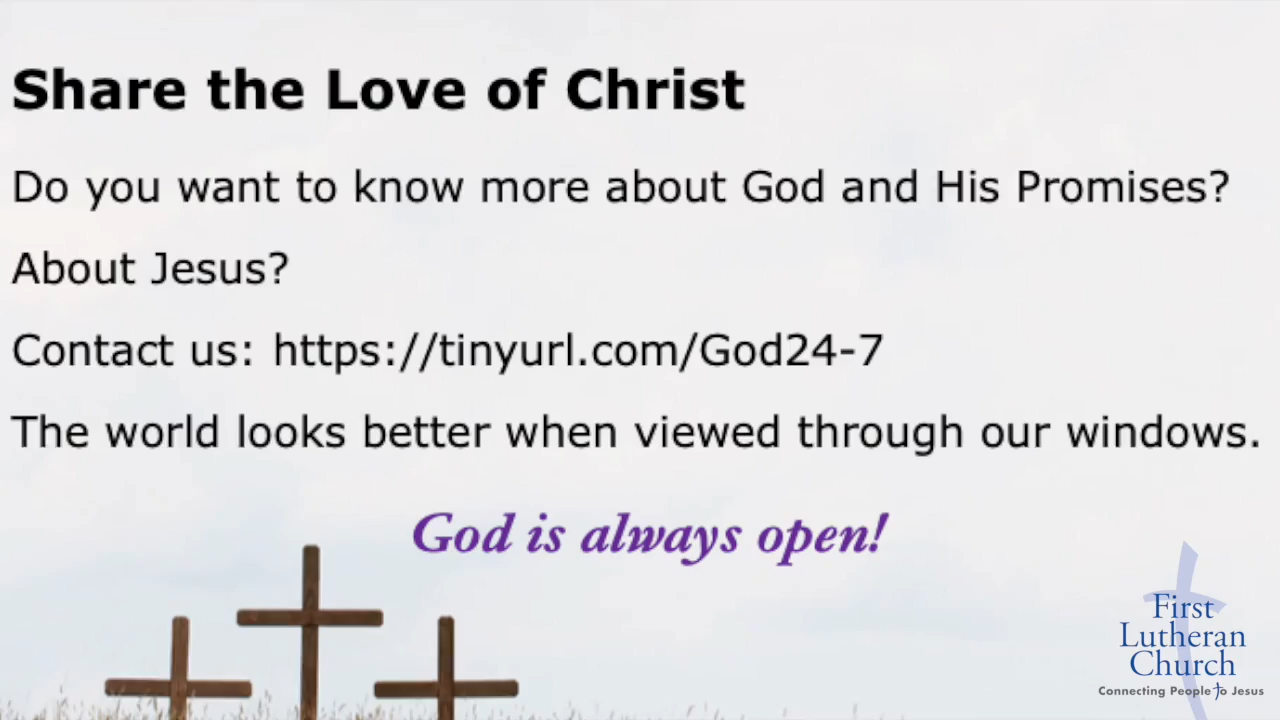 Share the Love of Christ
Do you want to know more about God and His Promises?
About Jesus?
Contact us: https://tinyurl.com/God24-7
The world looks better when viewed through our windows.
God is always open!
First
Lutheran
Church
Connecting People to Jesus